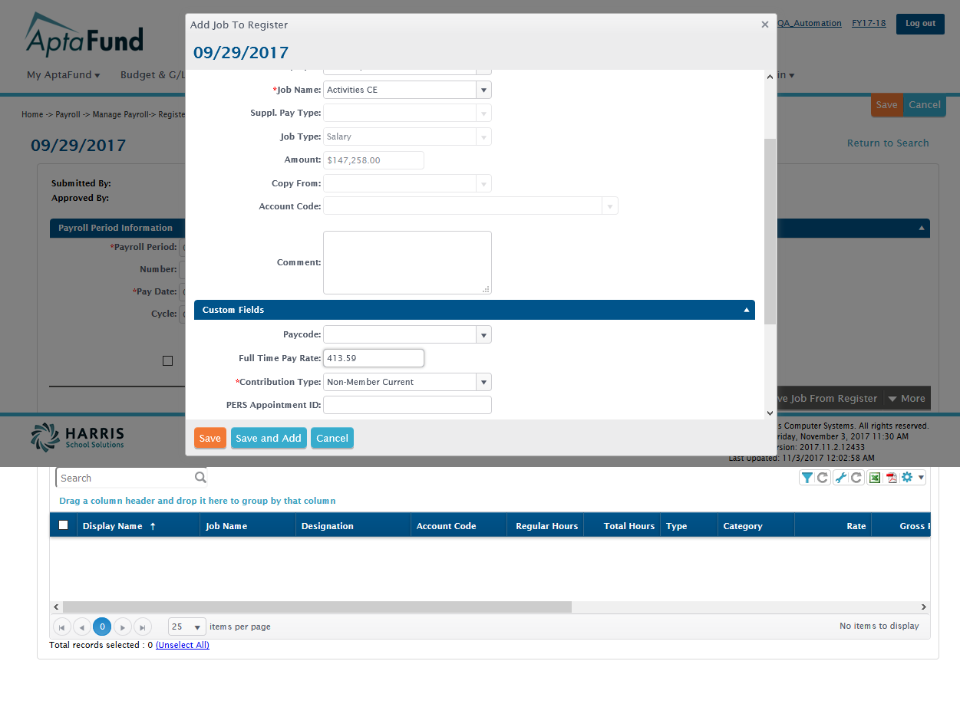 Add Job To Register
×
QA_Automation FY17-18 Log out
AptaFund
09/29/2017
My AptaFund ▾ Budget & G/L
*Job Name: Activities CE
Save Cancel
Suppl. Pay Type:
Home -> Payroll -> Manage Payroll-> Registe
Job Type: Salary
09/29/2017
Return to Search
Amount: $147,258.00
Submitted By:
Copy From:
Approved By:
Account Code:
Payroll Period Information
*Payroll Period:
Number:
Comment:
*Pay Date:
Cycle:
Custom Fields
Paycode:
Full Time Pay Rate: 413.59
*Contribution Type: Non-Member Current
PERS Appointment ID:
ve Job From Register More
Save Save and Add Cancel
HARRIS
School Solutions
s Computer Systems. All rights reserved.
riday, November 3, 2017 11:30 AM
rsion: 2017.11.2.12433
Last Updated: 11/3/2017 12:02:58 AM
Search
Drag a column header and drop it here to group by that column
Display Name ↑ Job Name Designation Account Code Regular Hours Total Hours Type Category Rate Gross
0 25 items per page No items to display
Total records selected : 0 (Unselect All)